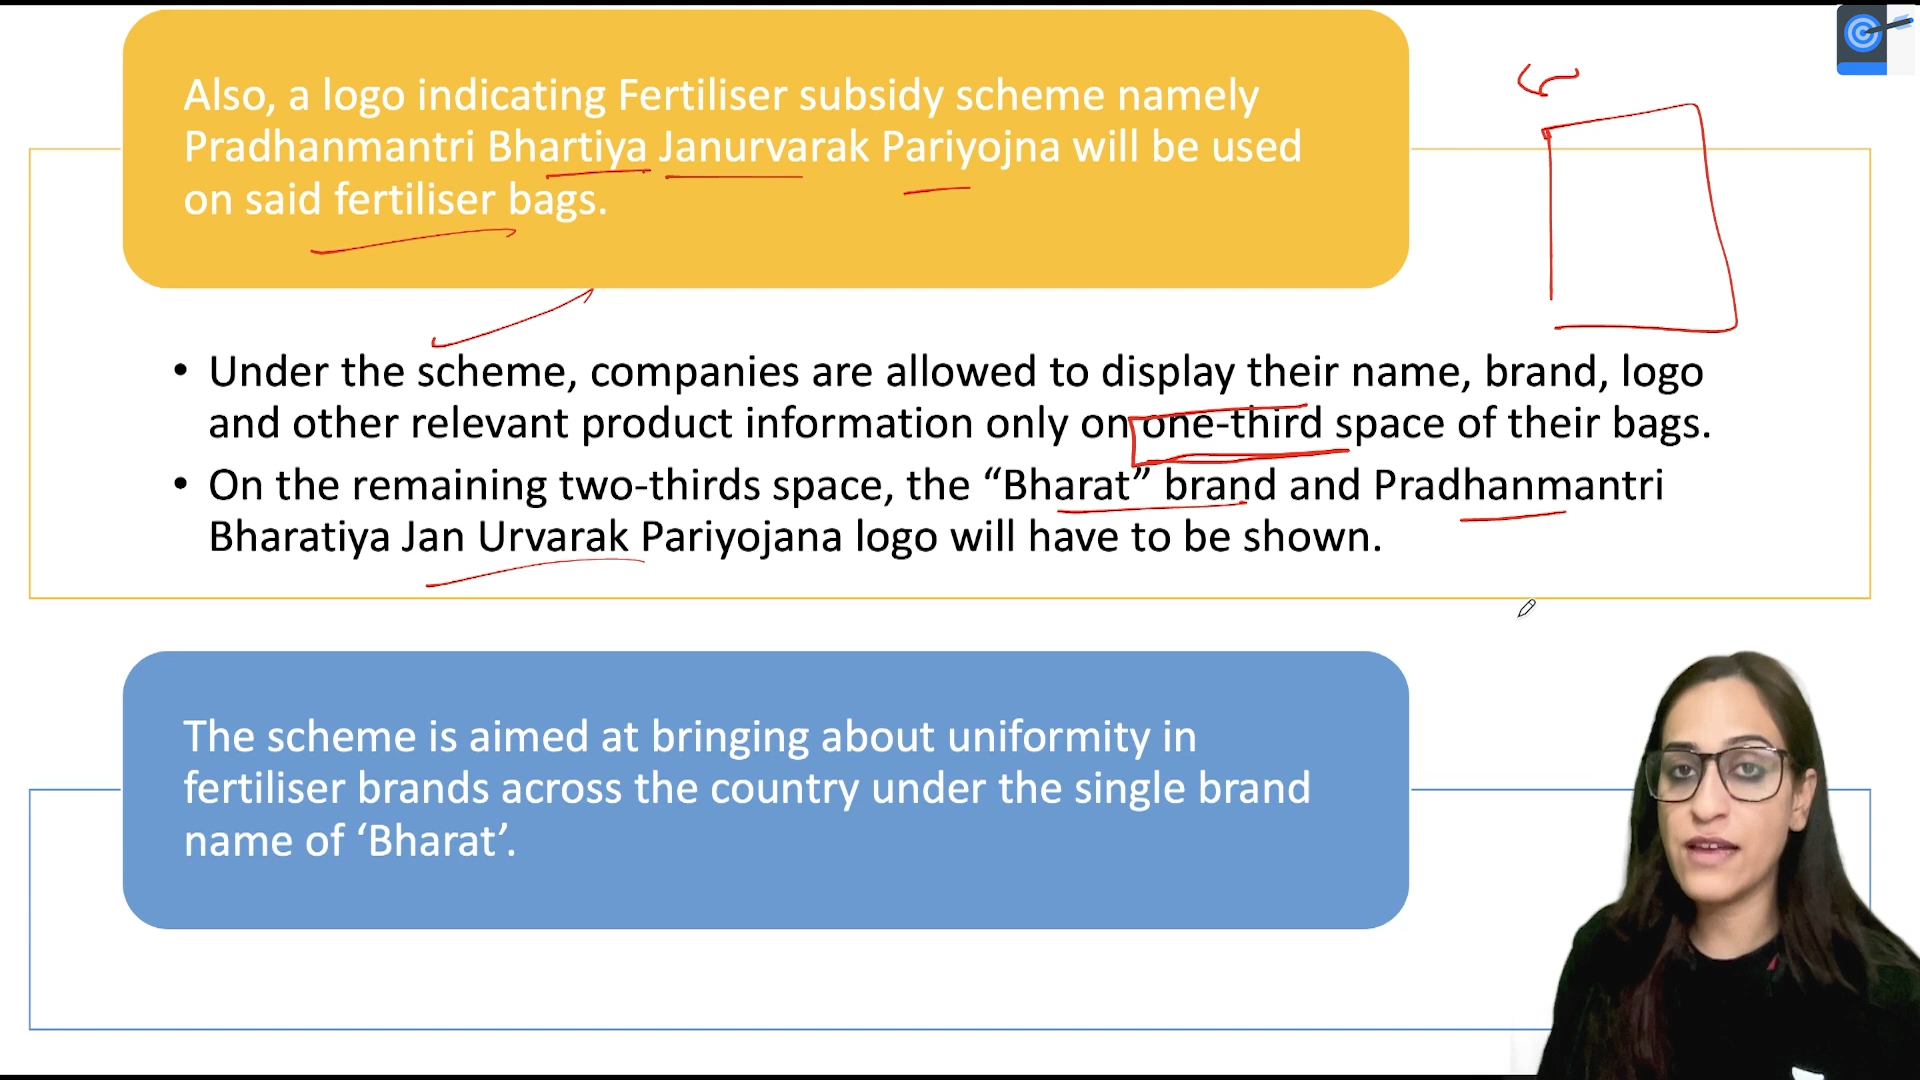 Also, a logo indicating Fertiliser subsidy scheme namely
Pradhanmantri Bhartiya Janurvarak Pariyojna will be used
on said fertiliser bags.
• Under the scheme, companies are allowed to display their name, brand, logo
and other relevant product information only on one-third space of their bags.
• On the remaining two-thirds space, the “Bharat” brand and Pradhanmantri
Bharatiya Jan Urvarak Pariyojana logo will have to be shown.
The scheme is aimed at bringing about uniformity in
fertiliser brands across the country under the single brand
name of ‘Bharat’.